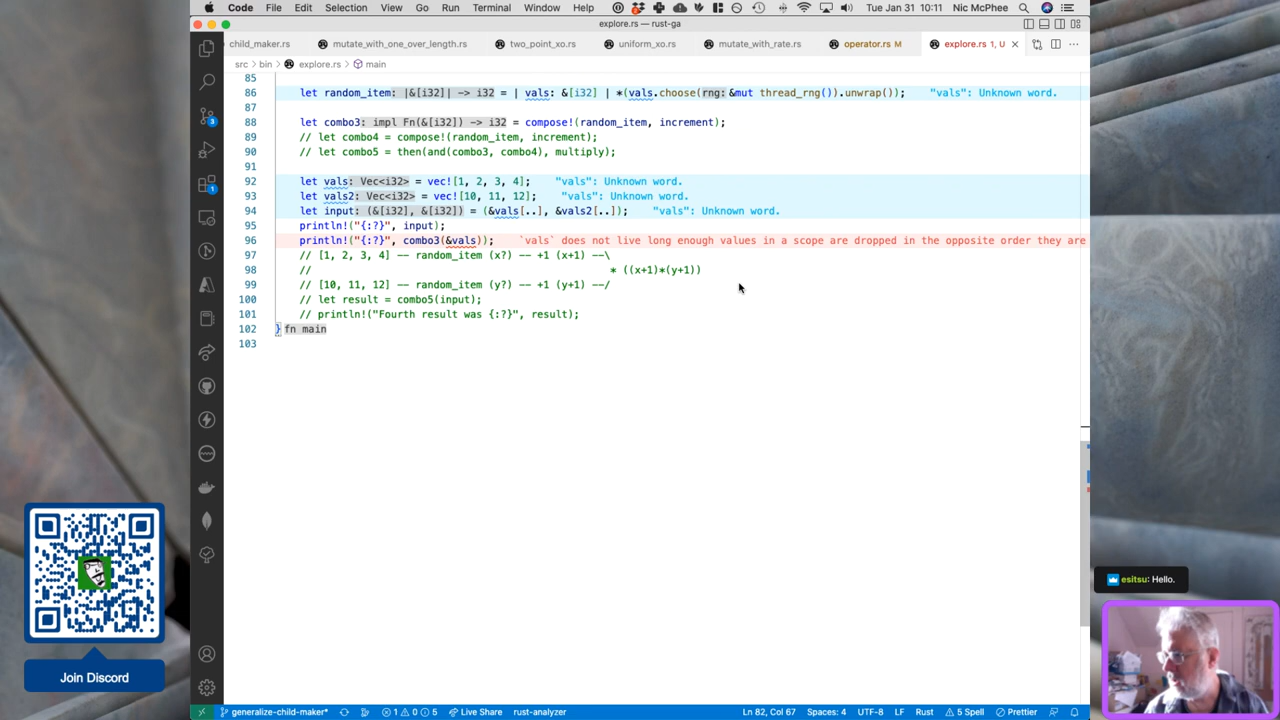 Code File Edit Selection View Go Run Terminal Window Help Tue Jan 31 10:11 Nic McPhee
explore.rs — rust-ga
child_maker.rs mutate_with_one_over_length.rs two_point_xo.rs uniform_xo.rs mutate_with_rate.rs operator.rs M explore.rs 1, U
src > bin > explore.rs > main
85
86 let random_item: |&[i32]| -> i32 = | vals: &[i32] | *(vals.choose(rng:&mut thread_rng()).unwrap()); "vals": Unknown word.
87
88 let combo3: impl Fn(&[i32]) -> i32 = compose!(random_item, increment);
89 // let combo4 = compose!(random_item, increment);
90 // let combo5 = then(and(combo3, combo4), multiply);
91
92 let vals: Vec<i32> = vec![1, 2, 3, 4]; "vals": Unknown word.
93 let vals2: Vec<i32> = vec![10, 11, 12]; "vals": Unknown word.
94 let input: (&[i32], &[i32]) = (&vals[..], &vals2[..]); "vals": Unknown word.
95 println!("{:?}", input);
96 println!("{:?}", combo3(&vals)); `vals` does not live long enough values in a scope are dropped in the opposite order they are
97 // [1, 2, 3, 4] -- random_item (x?) -- +1 (x+1) --\
98 // * ((x+1)*(y+1))
99 // [10, 11, 12] -- random_item (y?) -- +1 (y+1) --/
100 // let result = combo5(input);
101 // println!("Fourth result was {:?}", result);
102 } fn main
103
3
1
Join Discord
esitsu: Hello.
generalize-child-maker* 1 0 5 Live Share rust-analyzer Ln 82, Col 67 Spaces: 4 UTF-8 LF Rust 5 Spell Prettier